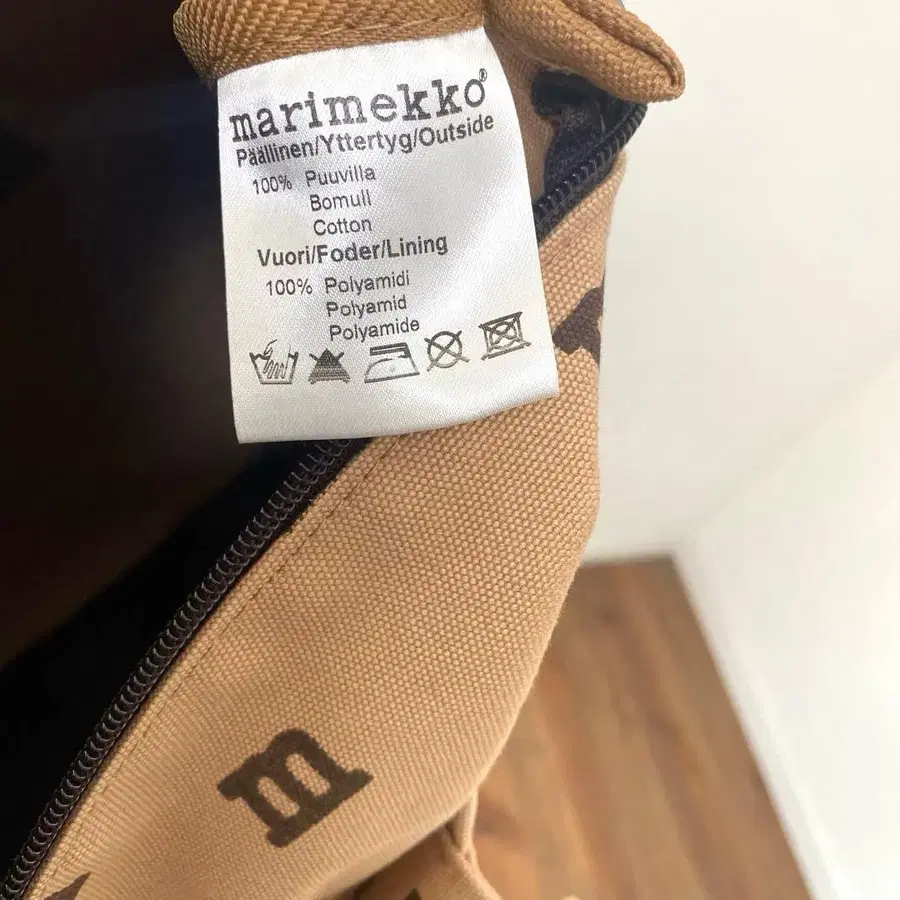 marimekko®
Päällinen/Yttertyg/Outside
100% Puuvilla
Bomull
Cotton
Vuori/Foder/Lining
100% Polyamidi
Polyamid
Polyamide
m